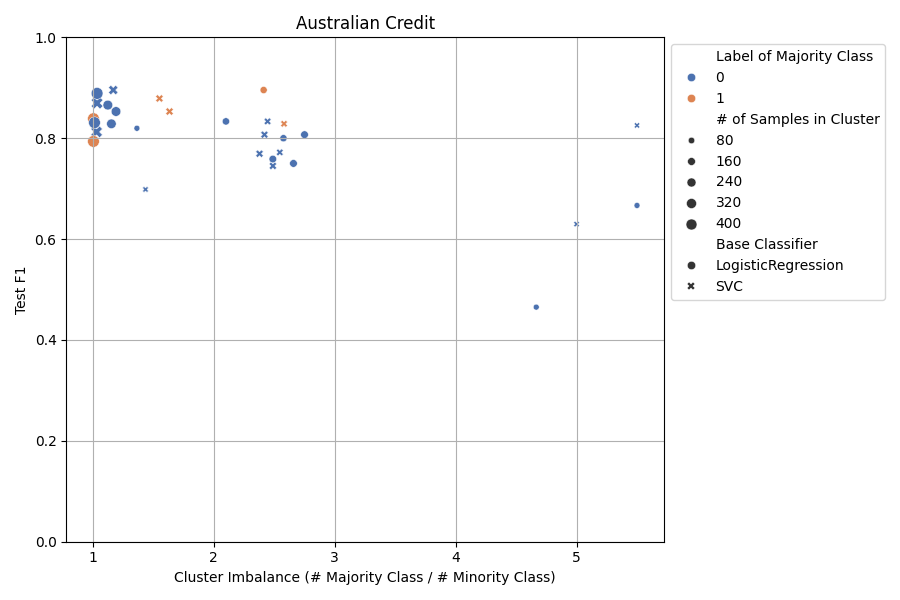 Australian Credit
1.0
0.8
0.6
0.4
0.2
0.0
Test F1
1
2
3
4
5
Cluster Imbalance (# Majority Class / # Minority Class)
Label of Majority Class
0
1
# of Samples in Cluster
80
160
240
320
400
Base Classifier
LogisticRegression
SVC